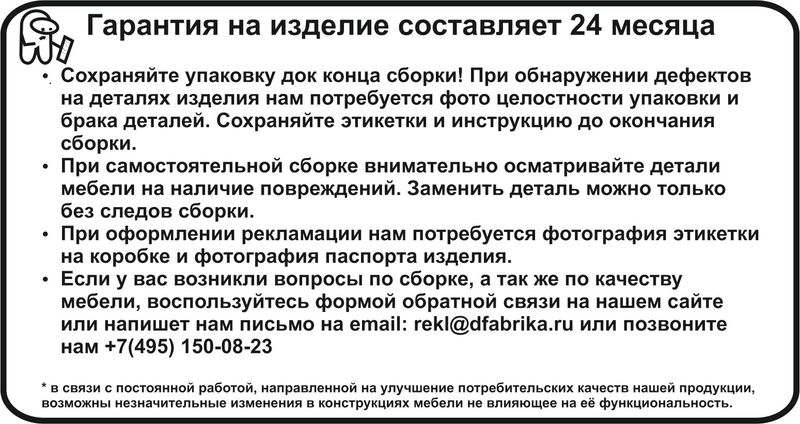 Гарантия на изделие составляет 24 месяца
• Сохраняйте упаковку док конца сборки! При обнаружении дефектов
на деталях изделия нам потребуется фото целостности упаковки и
брака деталей. Сохраняйте этикетки и инструкцию до окончания
сборки.
• При самостоятельной сборке внимательно осматривайте детали
мебели на наличие повреждений. Заменить деталь можно только
без следов сборки.
• При оформлении рекламации нам потребуется фотография этикетки
на коробке и фотография паспорта изделия.
• Если у вас возникли вопросы по сборке, а так же по качеству
мебели, воспользуйтесь формой обратной связи на нашем сайте
или напишет нам письмо на email: rekl@dfabrika.ru или позвоните
нам +7(495) 150-08-23
* в связи с постоянной работой, направленной на улучшение потребительских качеств нашей продукции,
возможны незначительные изменения в конструкциях мебели не влияющее на её функциональность.